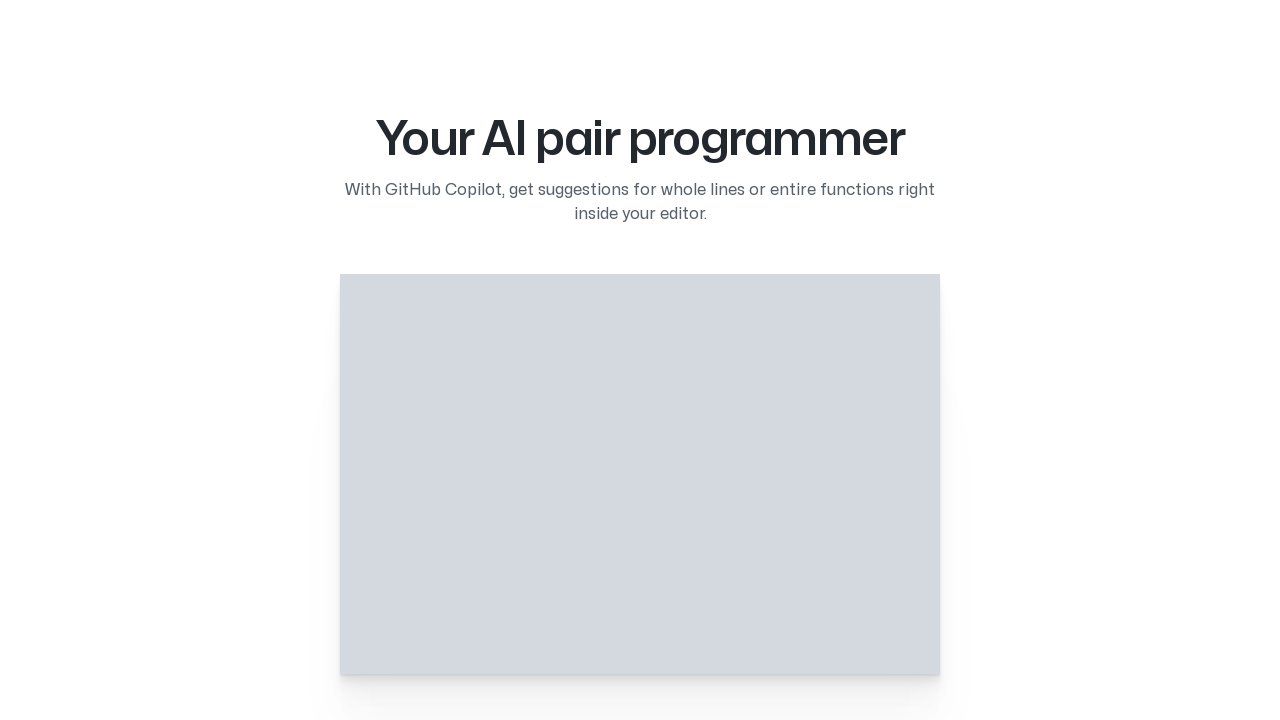 Your AI pair programmer
With GitHub Copilot, get suggestions for whole lines or entire functions right
inside your editor.